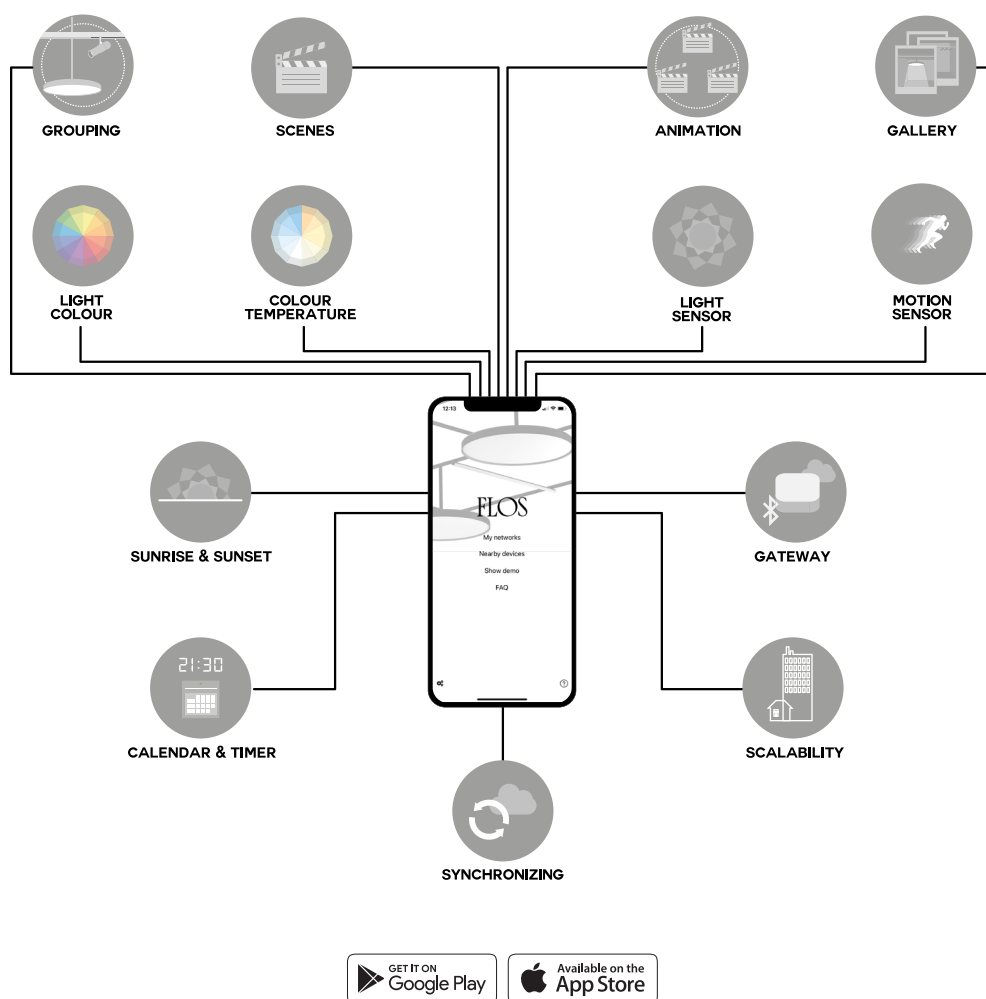 GROUPING
SCENES
ANIMATION
GALLERY
LIGHT
COLOUR
COLOUR
TEMPERATURE
LIGHT
SENSOR
MOTION
SENSOR
12:13
FLOS
My networks
Nearby devices
Show demo
FAQ
?
SUNRISE & SUNSET
GATEWAY
21:30
CALENDAR & TIMER
SCALABILITY
SYNCHRONIZING
GET IT ON
Google Play
Available on the
App Store